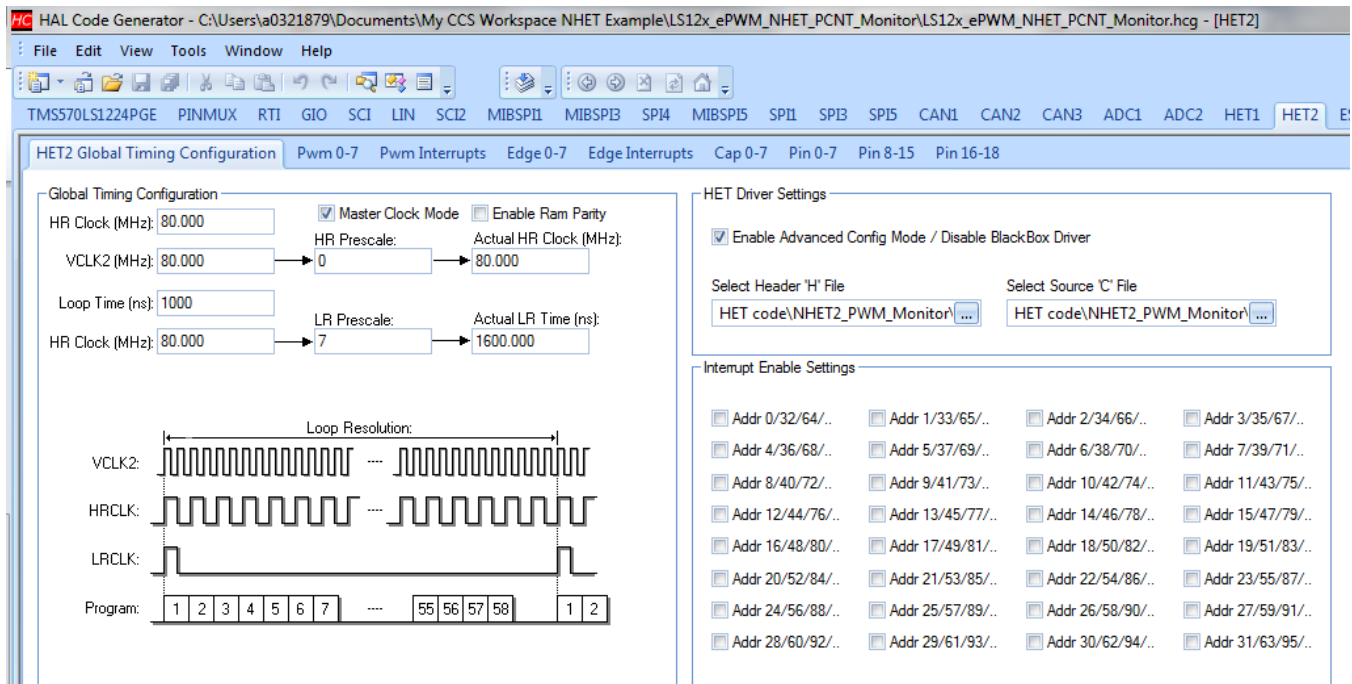 HC HAL Code Generator - C:\Users\a0321879\Documents\My CCS Workspace NHET Example\LS12x_ePWM_NHET_PCNT_Monitor\LS12x_ePWM_NHET_PCNT_Monitor.hcg - [HET2]
File Edit View Tools Window Help
TMS570LS1224PGE PINMUX RTI GIO SCI LIN SCI2 MIBSPI1 MIBSPI3 SPI4 MIBSPI5 SPI1 SPI3 SPI5 CAN1 CAN2 CAN3 ADC1 ADC2 HET1 HET2 ES
HET2 Global Timing Configuration Pwm 0-7 Pwm Interrupts Edge 0-7 Edge Interrupts Cap 0-7 Pin 0-7 Pin 8-15 Pin 16-18
Global Timing Configuration
HR Clock (MHz): 80.000
Master Clock Mode Enable Ram Parity
HR Prescale: Actual HR Clock (MHz):
VCLK2 (MHz): 80.000 0 80.000
Loop Time (ns): 1000
LR Prescale: Actual LR Time (ns):
HR Clock (MHz): 80.000 7 1600.000
Loop Resolution:
VCLK2: ----
HRCLK: ----
LRCLK:
Program: 1 2 3 4 5 6 7 ---- 55 56 57 58 1 2
HET Driver Settings
Enable Advanced Config Mode / Disable BlackBox Driver
Select Header 'H' File Select Source 'C' File
HET code\NHET2_PWM_Monitor\ ... HET code\NHET2_PWM_Monitor\ ...
Interrupt Enable Settings
Addr 0/32/64/.. Addr 1/33/65/.. Addr 2/34/66/.. Addr 3/35/67/..
Addr 4/36/68/.. Addr 5/37/69/.. Addr 6/38/70/.. Addr 7/39/71/..
Addr 8/40/72/.. Addr 9/41/73/.. Addr 10/42/74/.. Addr 11/43/75/..
Addr 12/44/76/.. Addr 13/45/77/.. Addr 14/46/78/.. Addr 15/47/79/..
Addr 16/48/80/.. Addr 17/49/81/.. Addr 18/50/82/.. Addr 19/51/83/..
Addr 20/52/84/.. Addr 21/53/85/.. Addr 22/54/86/.. Addr 23/55/87/..
Addr 24/56/88/.. Addr 25/57/89/.. Addr 26/58/90/.. Addr 27/59/91/..
Addr 28/60/92/.. Addr 29/61/93/.. Addr 30/62/94/.. Addr 31/63/95/..